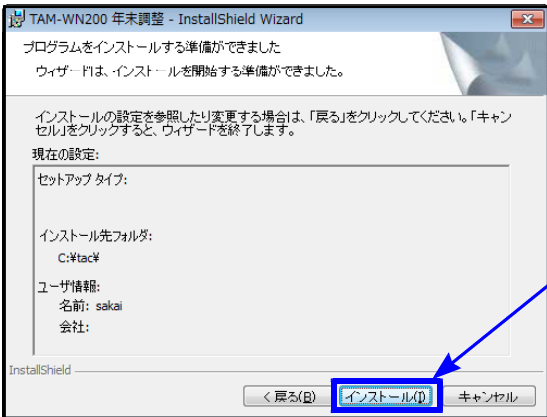 TAM-WN200 年末調整 - InstallShield Wizard
プログラムをインストールする準備ができました
ウィザードは、インストールを開始する準備ができました。
インストールの設定を参照したり変更する場合は、「戻る」をクリックしてください。「キャン
セル」をクリックすると、ウィザードを終了します。
現在の設定:
セットアップ タイプ:
インストール先フォルダ:
C:¥tac¥
ユーザ情報:
名前: sakai
会社:
InstallShield
< 戻る(B) インストール(I) キャンセル